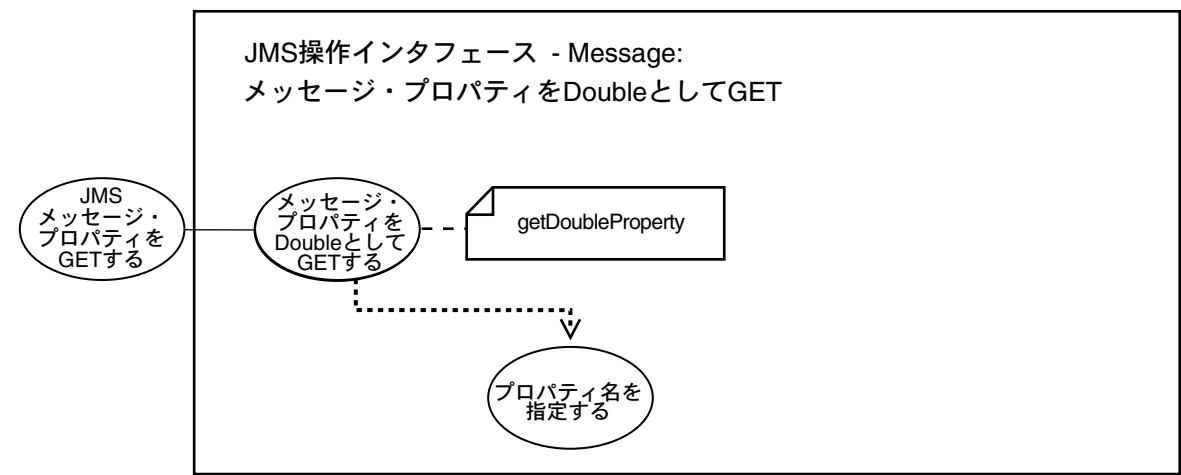 JMS操作インタフェース - Message:
メッセージ・プロパティをDoubleとしてGET
JMS
メッセージ・
プロパティを
GETする
メッセージ・
プロパティを
Doubleとして
GETする
getDoubleProperty
プロパティ名を
指定する